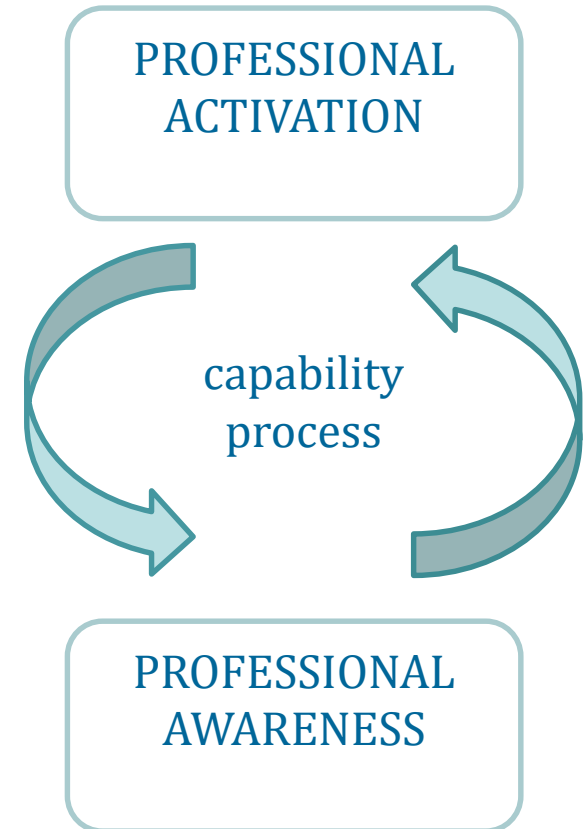 PROFESSIONAL
ACTIVATION
capability
process
PROFESSIONAL
AWARENESS